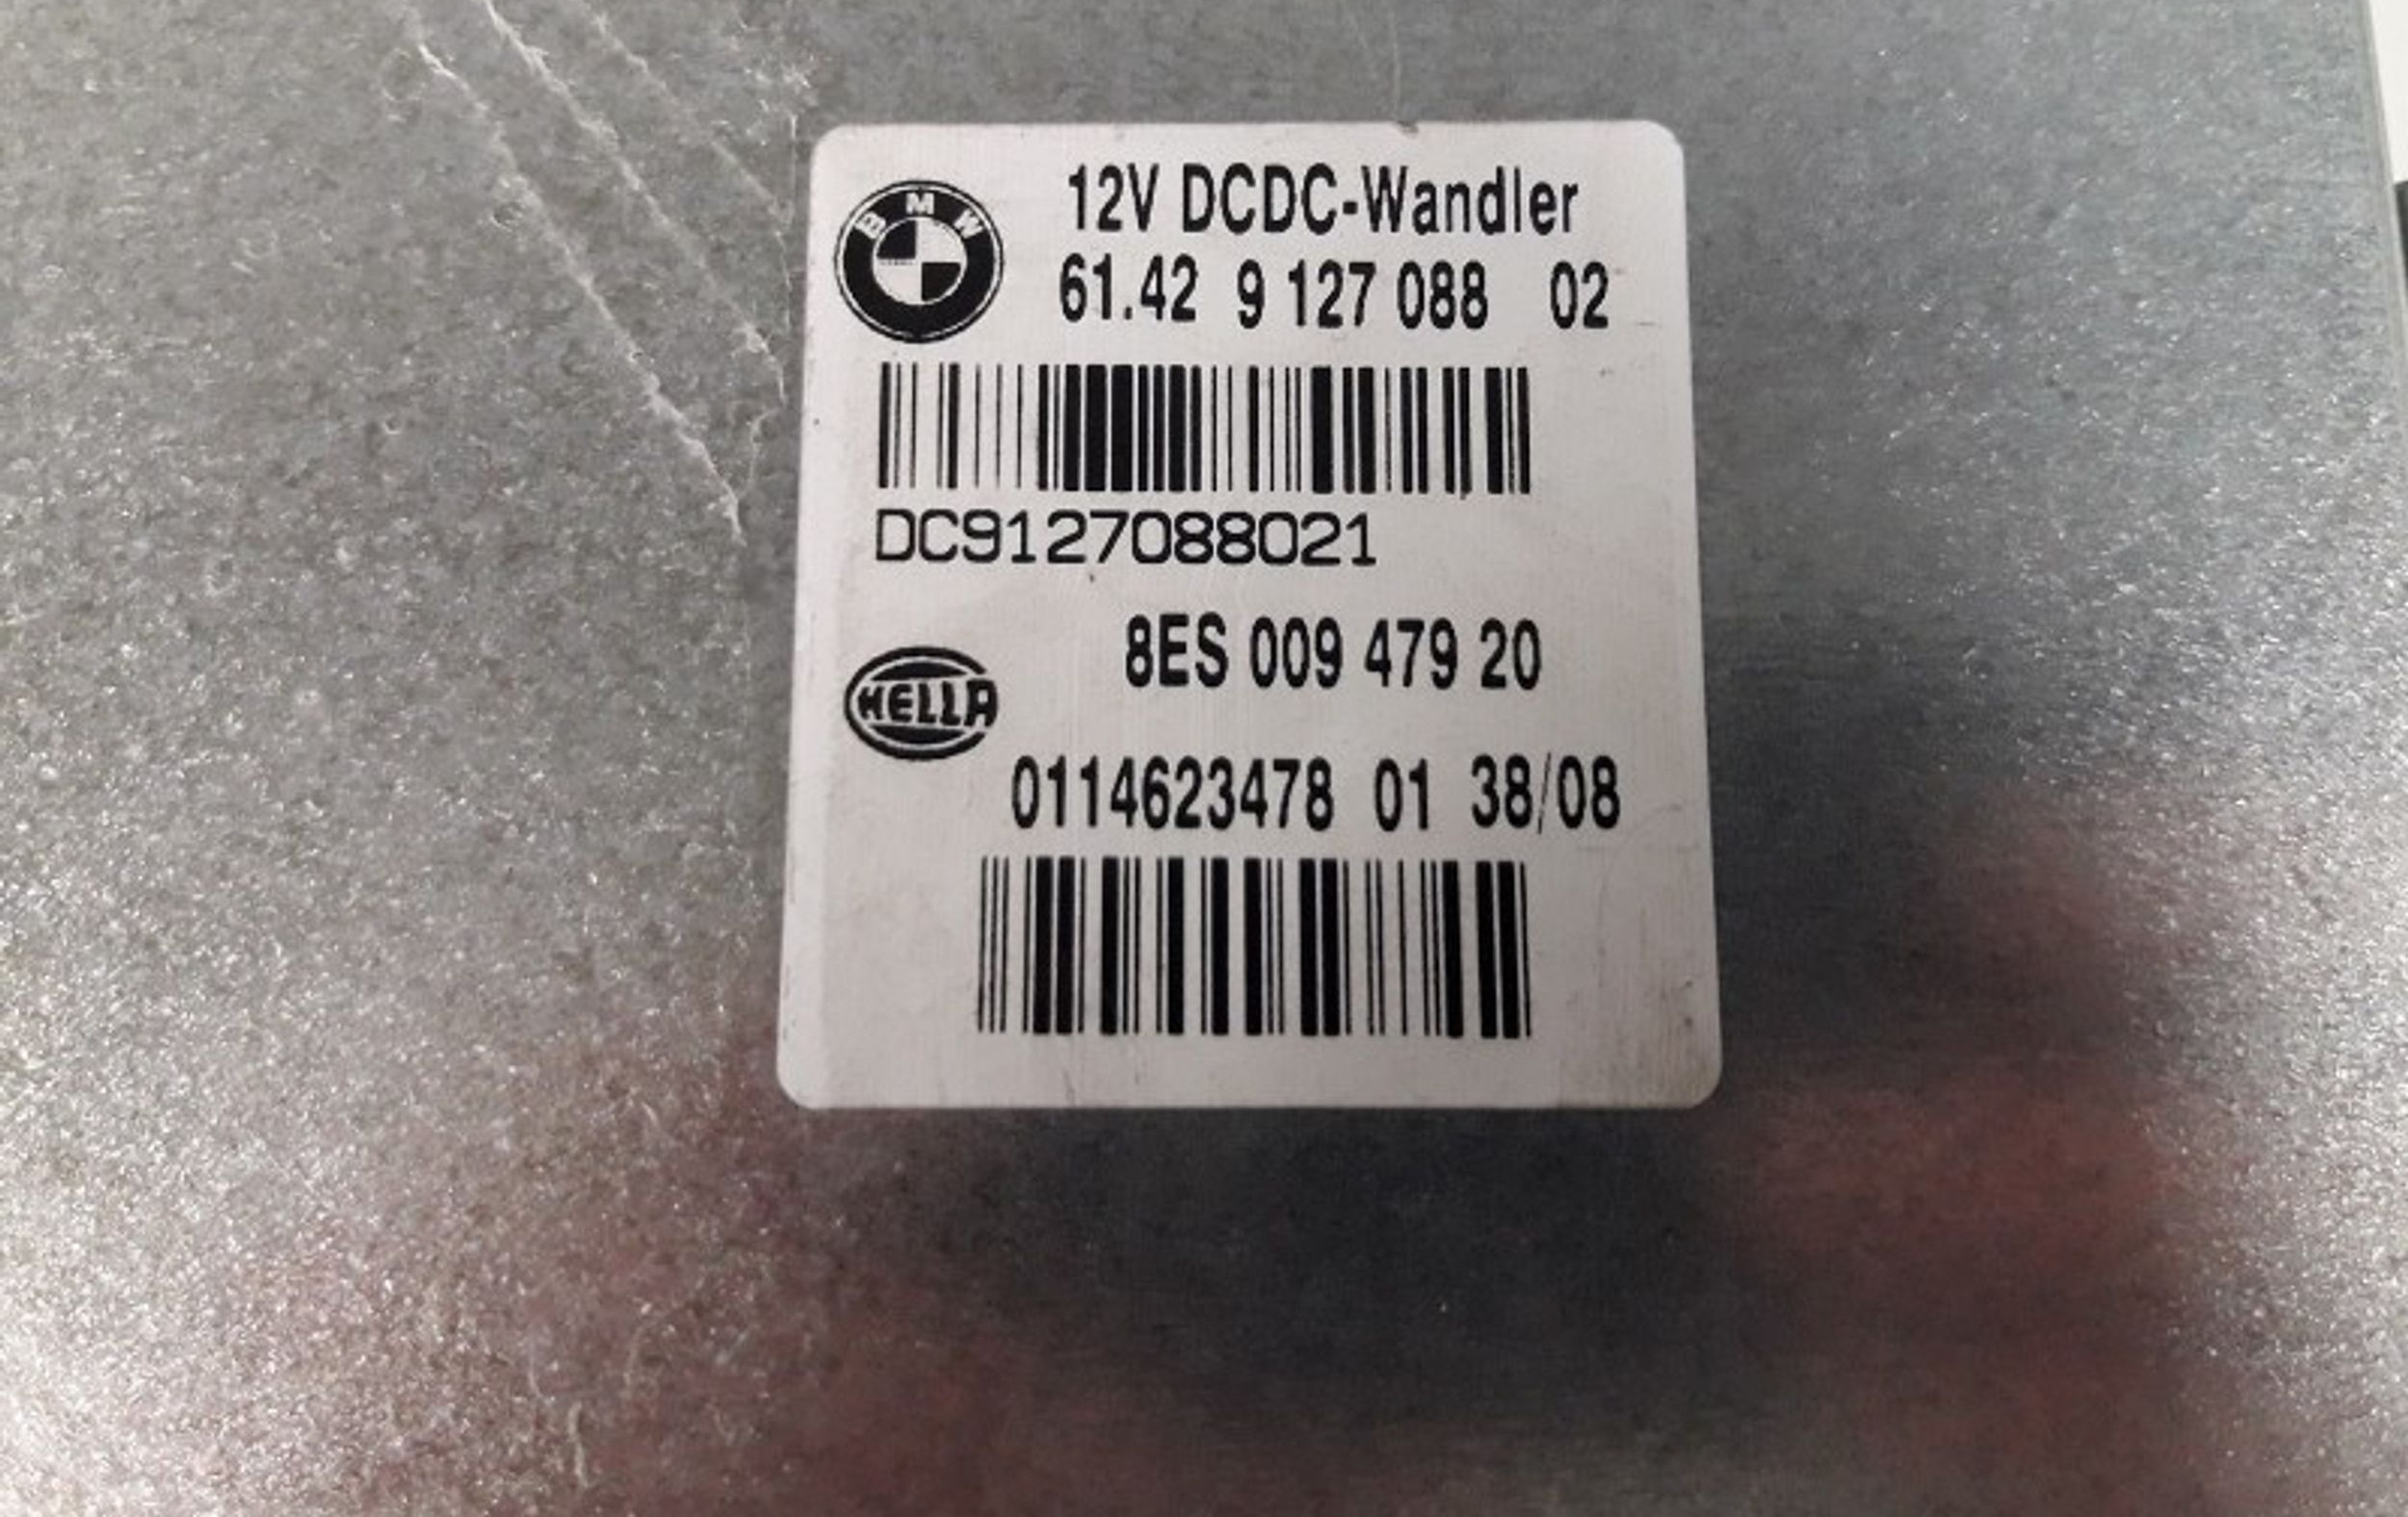 BMW
12V DCDC-Wandler
61.42 9 127 088 02
DC9127088021
8ES 009 479 20
HELLA
0114623478 01 38/08